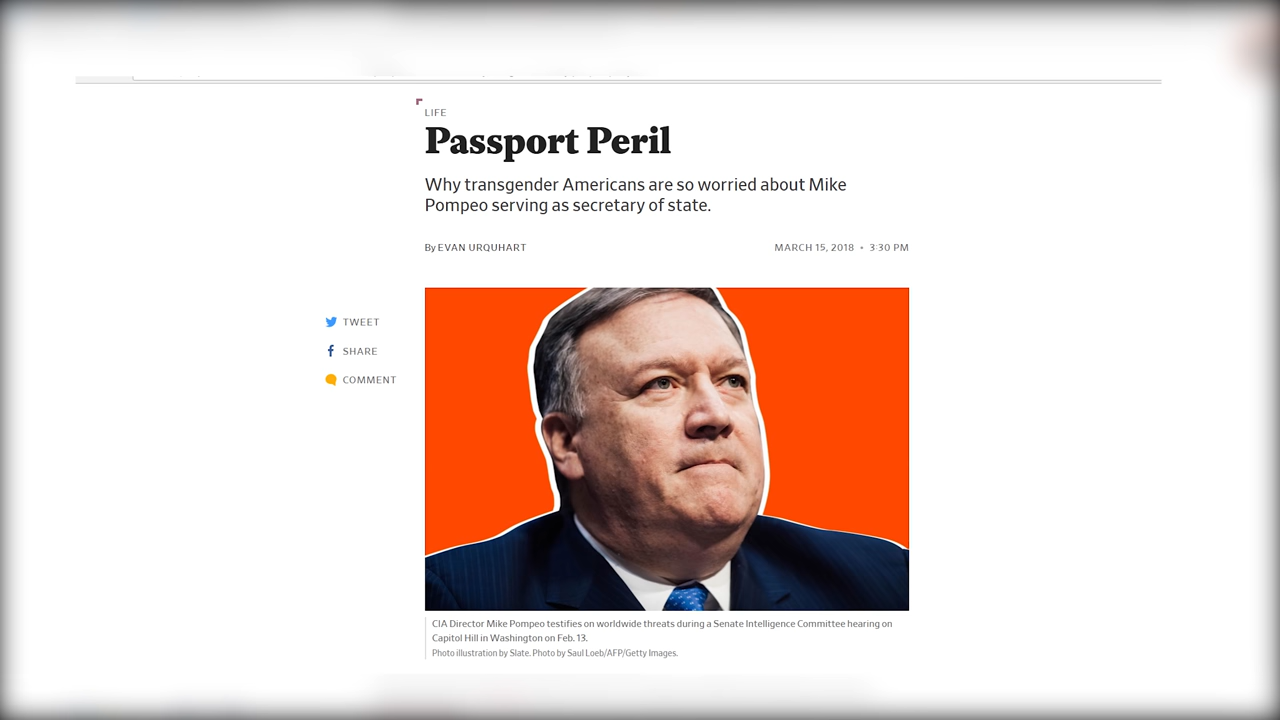 LIFE
Passport Peril
Why transgender Americans are so worried about Mike
Pompeo serving as secretary of state.
By EVAN URQUHART
MARCH 15, 2018 • 3:30 PM
TWEET
SHARE
COMMENT
CIA Director Mike Pompeo testifies on worldwide threats during a Senate Intelligence Committee hearing on
Capitol Hill in Washington on Feb. 13.
Photo illustration by Slate. Photo by Saul Loeb/AFP/Getty Images.